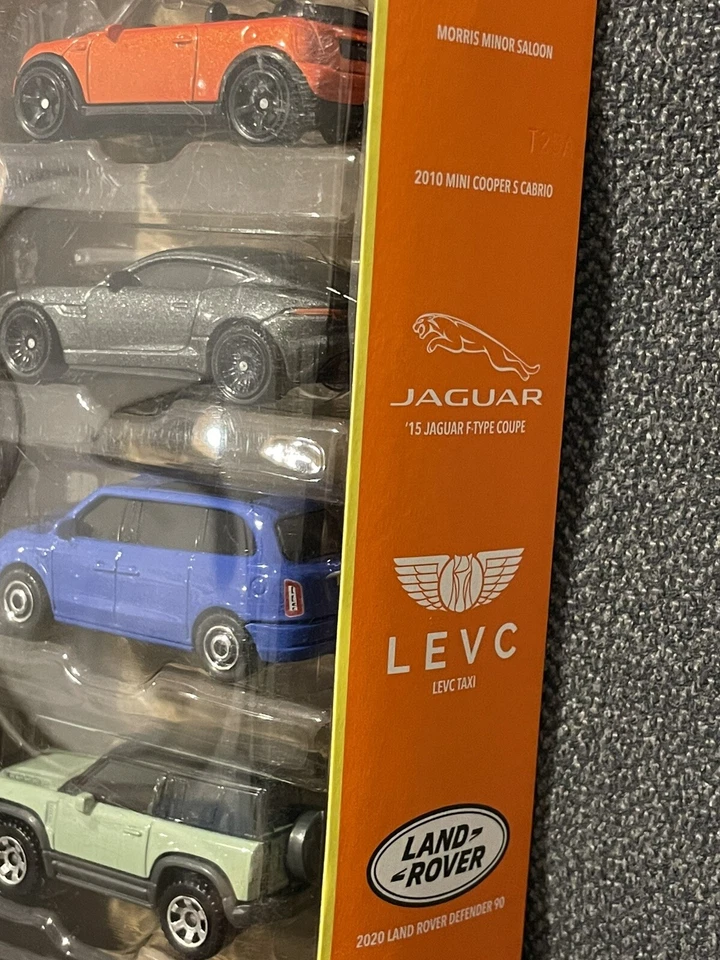 MORRIS MINOR SALOON
2010 MINI COOPER S CABRIO
JAGUAR
'15 JAGUAR F-TYPE COUPE
LEVC
LEVC TAXI
LAND-
-ROVER
2020 LAND ROVER DEFENDER 90